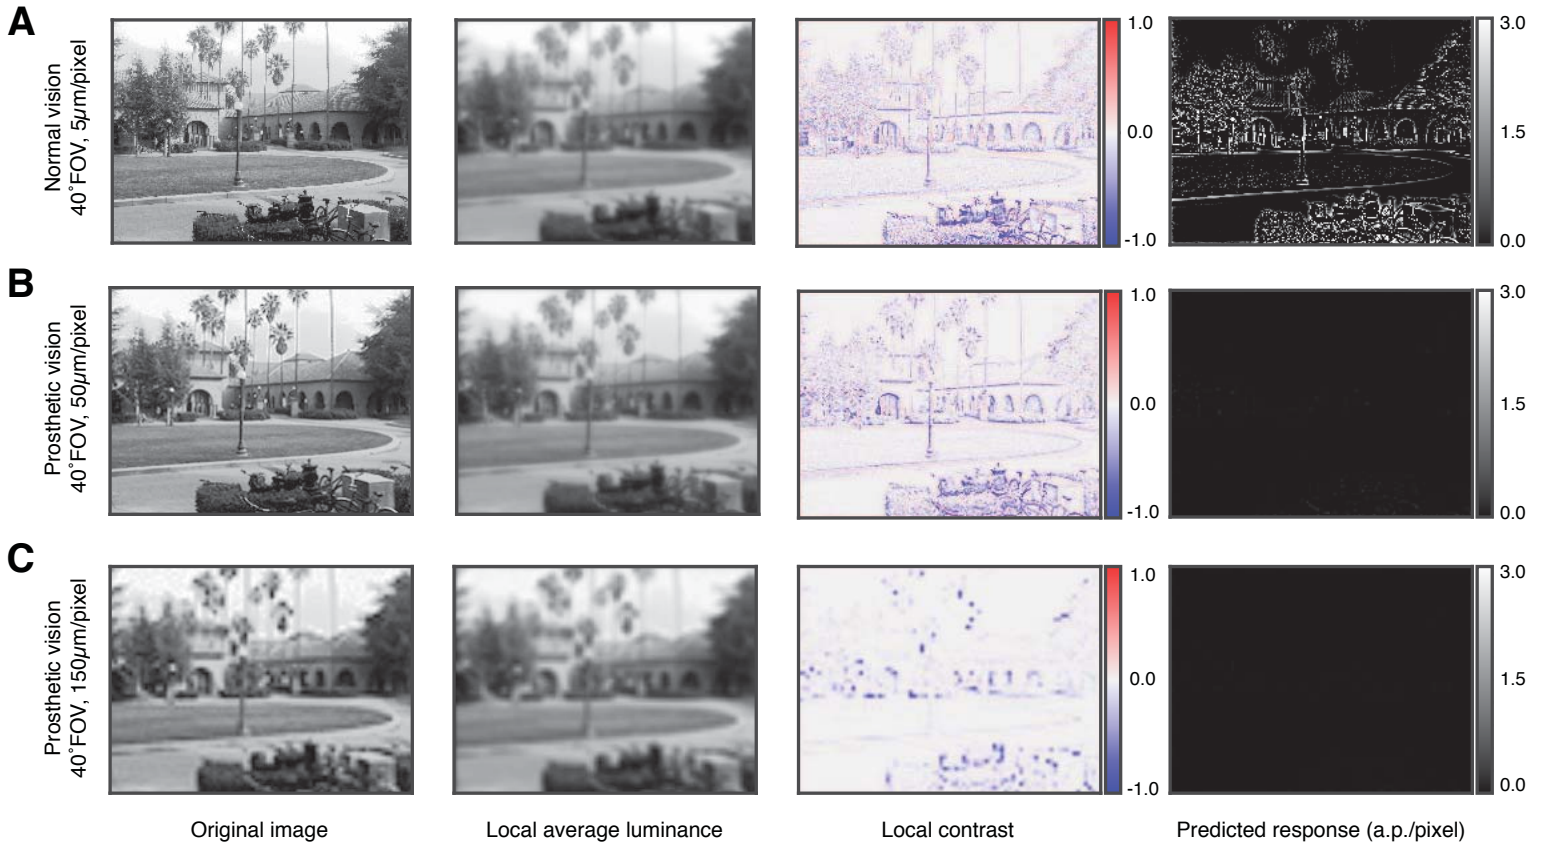 A
Normal vision
40˚FOV, 5µm/pixel
1.0
0.0
-1.0
3.0
1.5
0.0
B
Prosthetic vision
40˚FOV, 50µm/pixel
1.0
0.0
-1.0
3.0
1.5
0.0
C
Prosthetic vision
40˚FOV, 150µm/pixel
1.0
0.0
-1.0
3.0
1.5
0.0
Original image
Local average luminance
Local contrast
Predicted response (a.p./pixel)